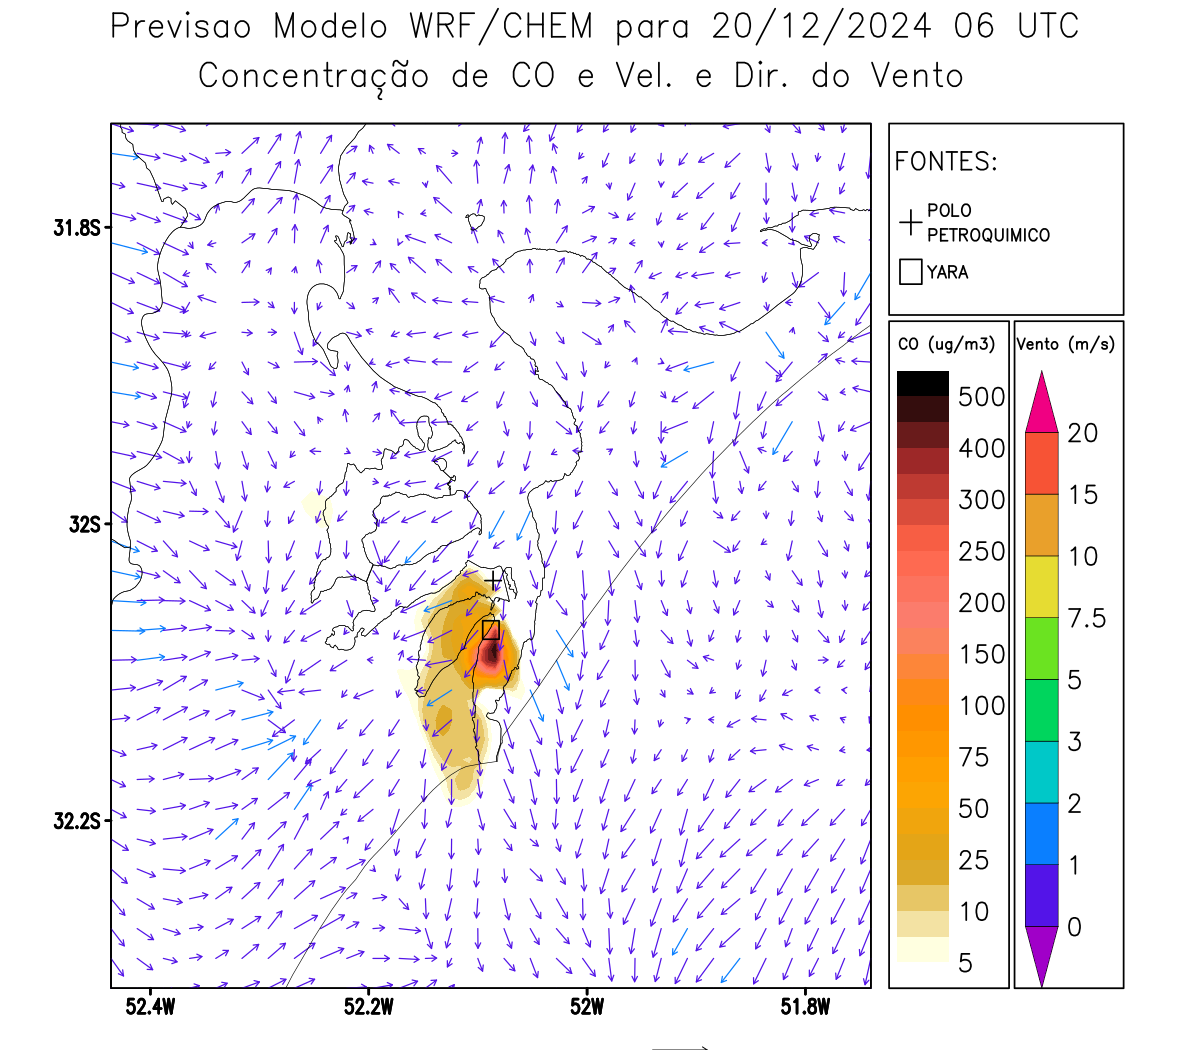 Previsao Modelo WRF/CHEM para 20/12/2024 06 UTC
Concentração de CO e Vel. e Dir. do Vento
FONTES:
POLO
PETROQUIMICO
YARA
CO (ug/m3)
500
400
300
250
200
150
100
75
50
25
10
5
Vento (m/s)
20
15
10
7.5
5
3
2
1
0
31.8S
32S
32.2S
52.4W
52.2W
52W
51.8W